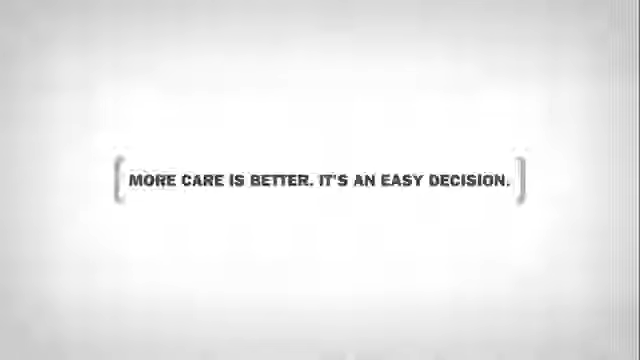 [MORE CARE IS BETTER. IT'S AN EASY DECISION.]